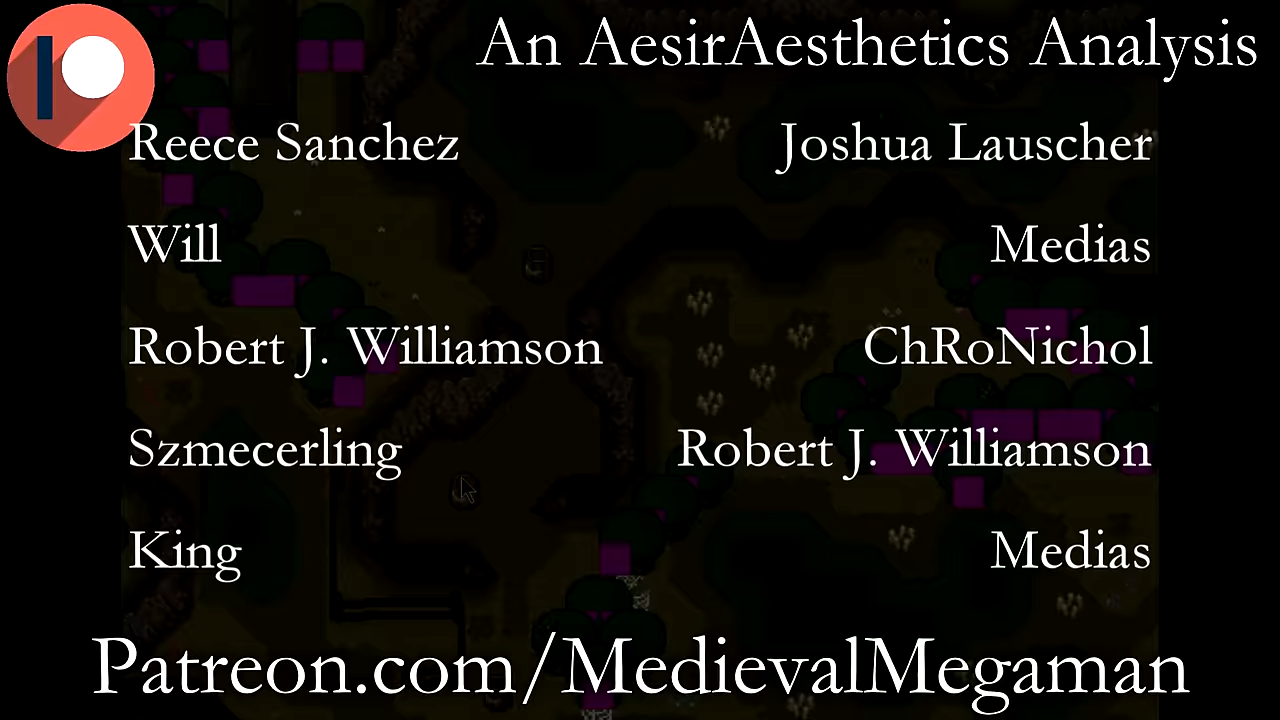 An AesirAesthetics Analysis
Reece Sanchez
Joshua Lauscher
Will
Medias
Robert J. Williamson
ChRoNichol
Szmecerling
Robert J. Williamson
King
Medias
Patreon.com/MedievalMegaman